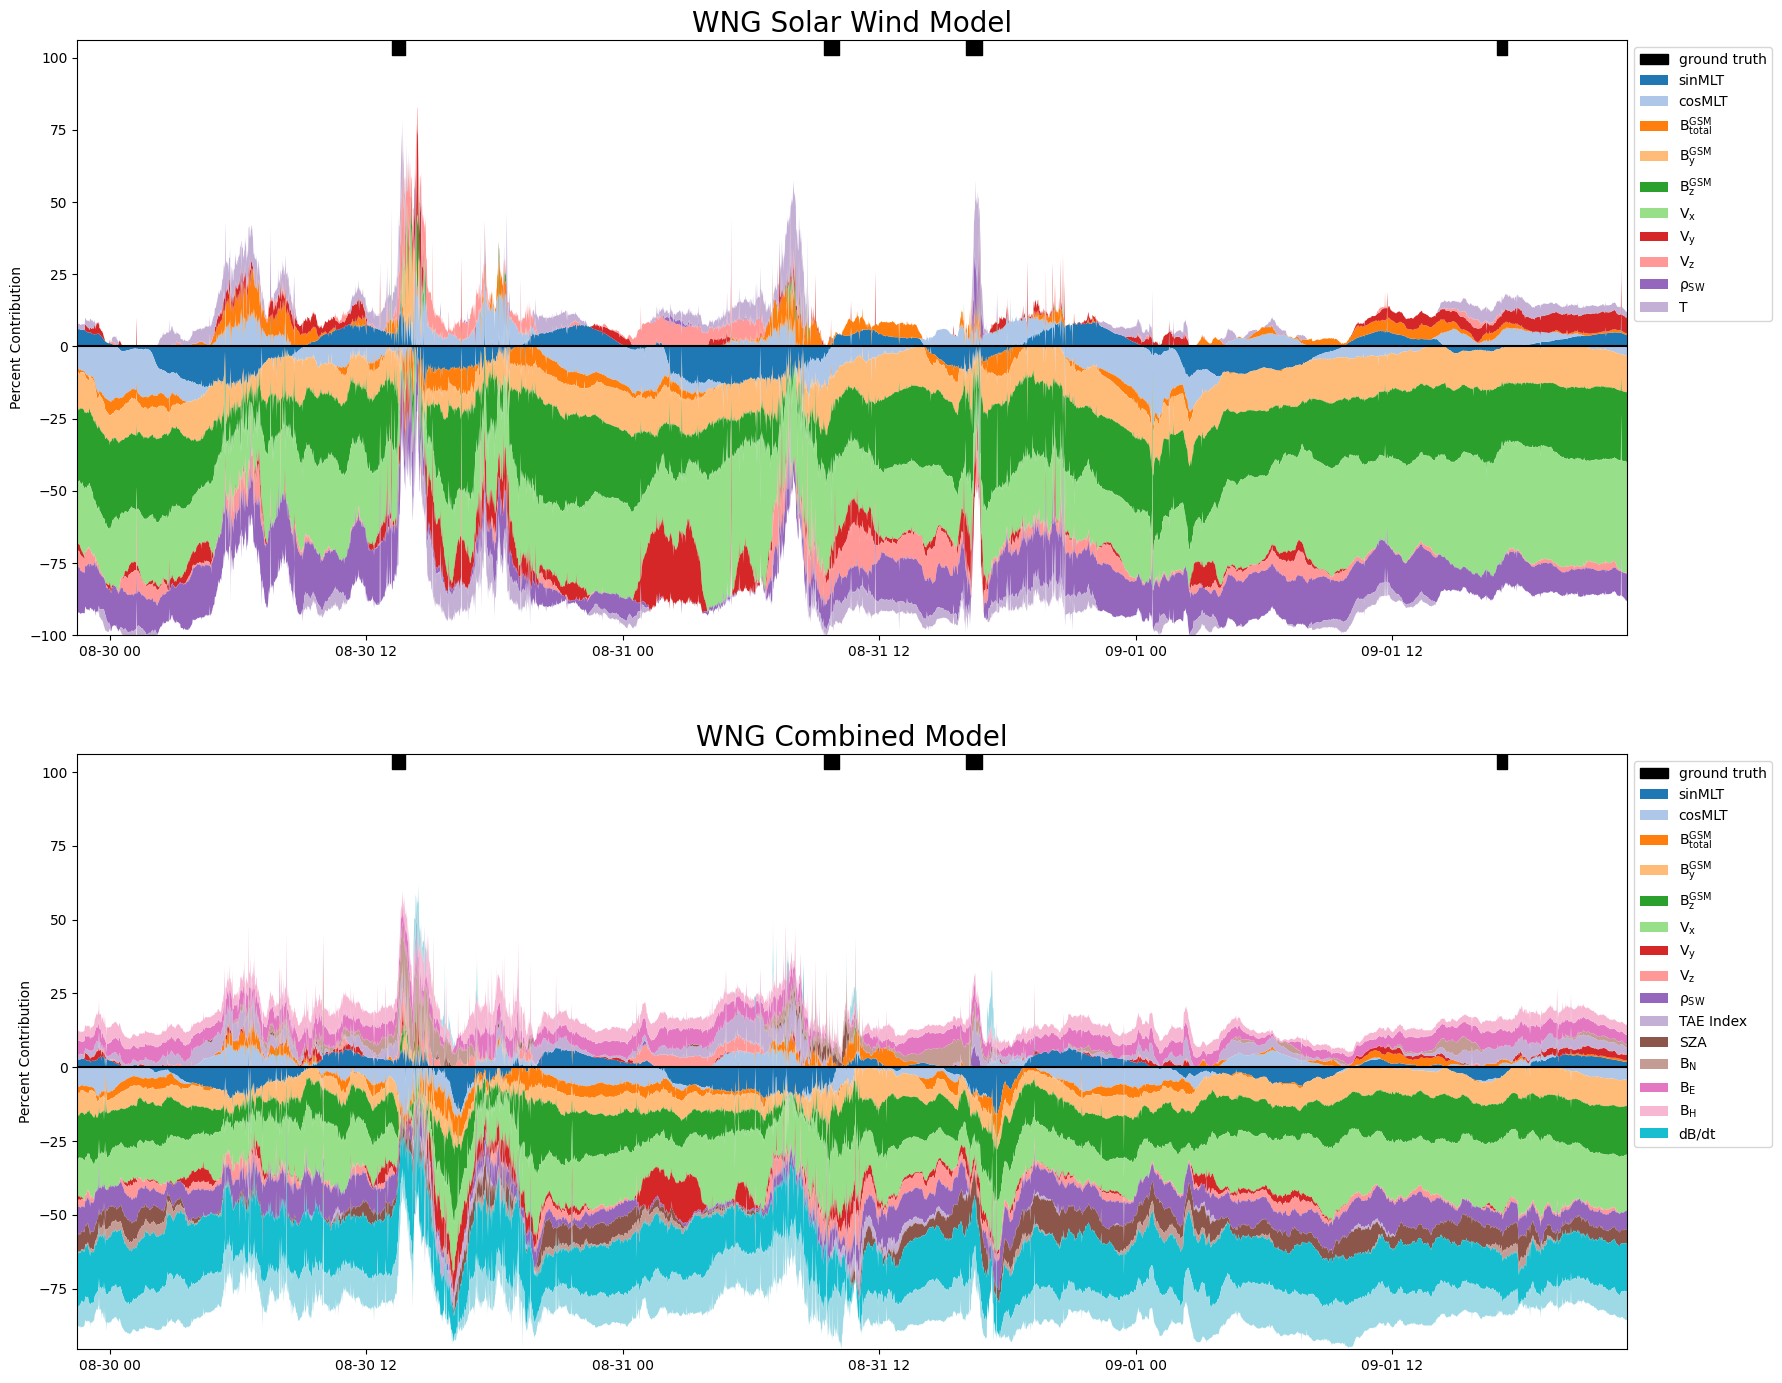 WNG Solar Wind Model
100
75
50
25
0
−25
−50
−75
−100
Percent Contribution
08-30 00
08-30 12
08-31 00
08-31 12
09-01 00
09-01 12
ground truth
sinMLT
cosMLT
B_total^GSM
B_y^GSM
B_z^GSM
V_x
V_y
V_z
ρ_SW
T
WNG Combined Model
100
75
50
25
0
−25
−50
−75
Percent Contribution
08-30 00
08-30 12
08-31 00
08-31 12
09-01 00
09-01 12
ground truth
sinMLT
cosMLT
B_total^GSM
B_y^GSM
B_z^GSM
V_x
V_y
V_z
ρ_SW
TAE Index
SZA
B_N
B_E
B_H
dB/dt